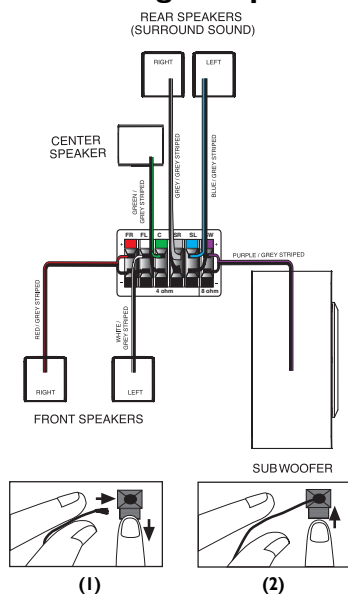 REAR SPEAKERS
(SURROUND SOUND)
RIGHT
LEFT
CENTER
SPEAKER
GREEN /
GREY STRIPED
GREY / GREY STRIPED
BLUE / GREY STRIPED
FR FL C SR SL SW
+ +
PURPLE / GREY STRIPED
– –
4 ohm 8 ohm
RED/ GREY STRIPED
WHITE /
GREY STRIPED
RIGHT
LEFT
FRONT SPEAKERS
SUBWOOFER
(1)
(2)